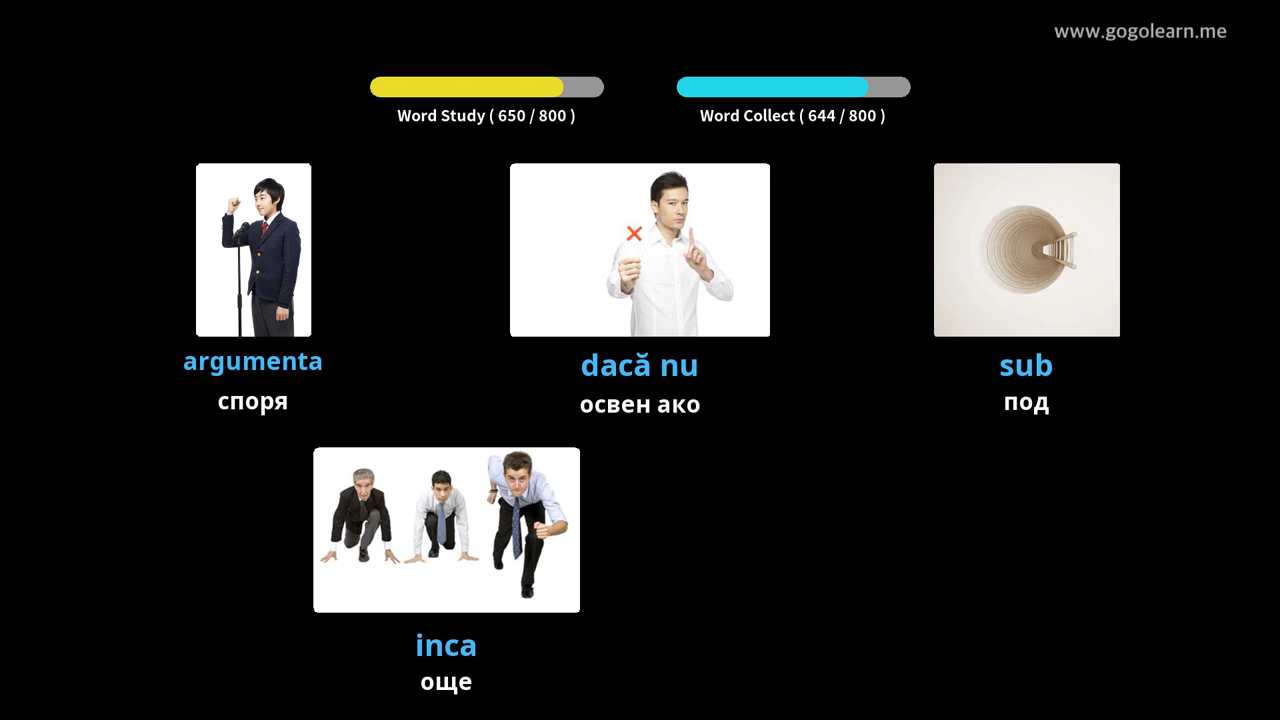 www.gogolearn.me
Word Study ( 650 / 800 )
Word Collect ( 644 / 800 )
argumenta
спoря
dacă nu
освен ако
sub
под
inca
още